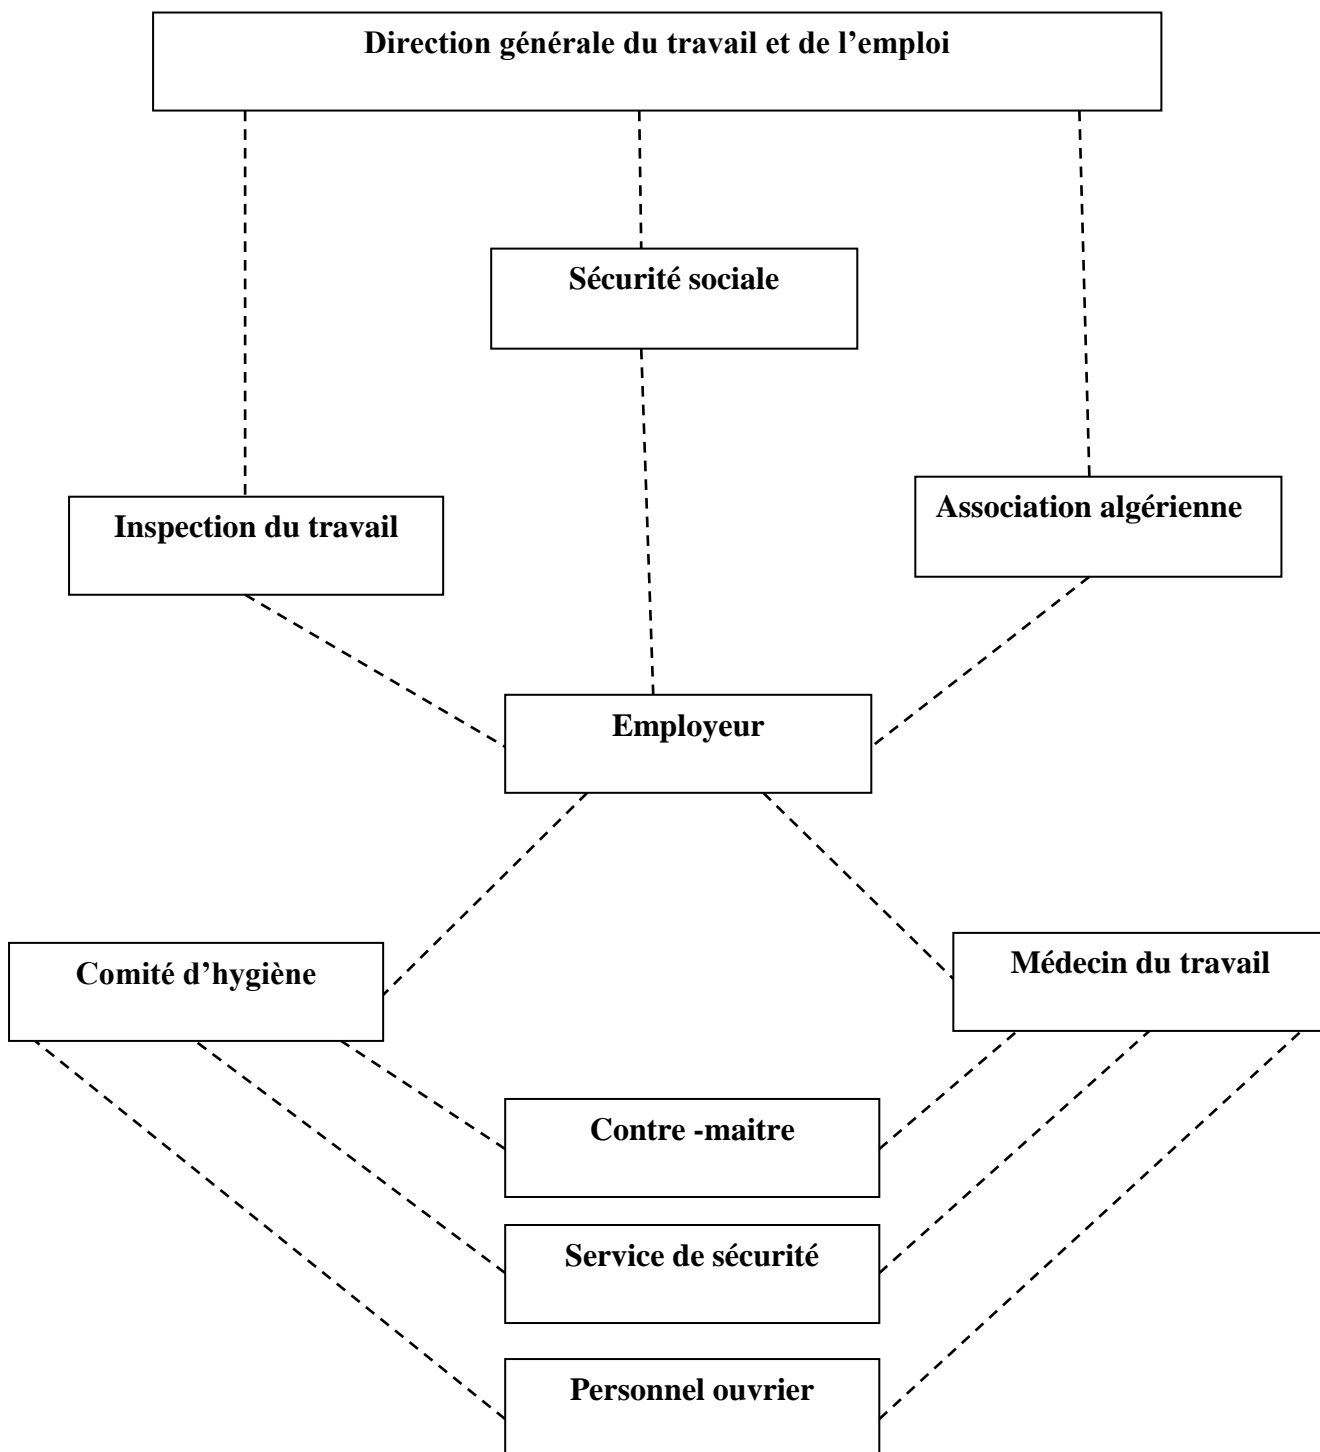 Direction générale du travail et de l’emploi
Sécurité sociale
Inspection du travail
Association algérienne
Employeur
Comité d’hygiène
Médecin du travail
Contre -maitre
Service de sécurité
Personnel ouvrier